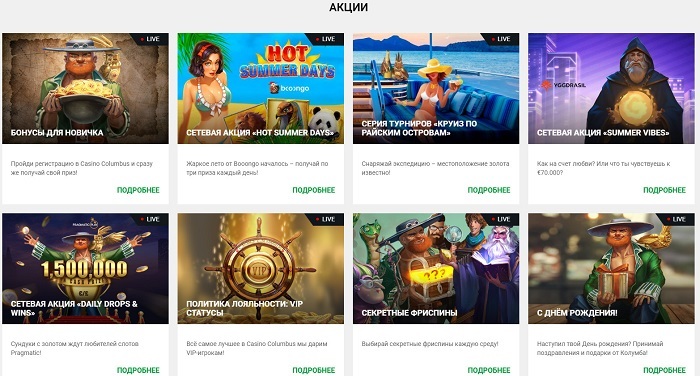 АКЦИИ
LIVE
БОНУСЫ ДЛЯ НОВИЧКА
Пройди регистрацию в Casino Columbus и сразу
же получай свой приз!
ПОДРОБНЕЕ
LIVE
HOT
SUMMER DAYS
booongo
СЕТЕВАЯ АКЦИЯ «HOT SUMMER DAYS»
Жаркое лето от Booongo началось – получай по
три приза каждый день!
ПОДРОБНЕЕ
LIVE
СЕРИЯ ТУРНИРОВ «КРУИЗ ПО
РАЙСКИМ ОСТРОВАМ»
Снаряжай экспедицию – местоположение золота
известно!
ПОДРОБНЕЕ
YGGDRASIL
СЕТЕВАЯ АКЦИЯ «SUMMER VIBES»
Как на счет любви? Или что ты чувствуешь к
€70.000?
ПОДРОБНЕЕ
LIVE
PRAGMATIC PLAY
1,500,000
СЕТЕВАЯ АКЦИЯ «DAILY DROPS &
WINS»
Сундуки с золотом ждут любителей слотов
Pragmatic!
ПОДРОБНЕЕ
VIP
ПОЛИТИКА ЛОЯЛЬНОСТИ: VIP
СТАТУСЫ
Всё самое лучшее в Casino Columbus мы дарим
VIP-игрокам!
ПОДРОБНЕЕ
LIVE
???
СЕКРЕТНЫЕ ФРИСПИНЫ
Выбирай секретные фриспины каждую среду!
ПОДРОБНЕЕ
LIVE
С ДНЁМ РОЖДЕНИЯ!
Наступил твой День рождения? Принимай
поздравления и подарки от Колумба!
ПОДРОБНЕЕ